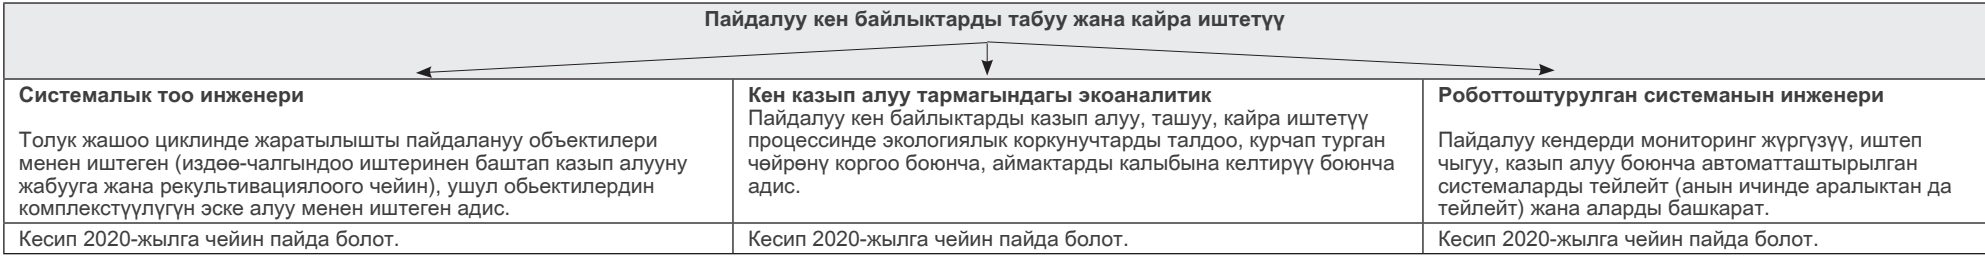 Пайдалуу кен байлыктарды табуу жана кайра иштетүү
Системалык тоо инженери
Толук жашоо циклинде жаратылышты пайдалануу объектилери
менен иштеген (издөө-чалгындоо иштеринен баштап казып алууну
жабууга жана рекультивациялоого чейин), ушул обьектилердин
комплекстүүлүгүн эске алуу менен иштеген адис.
Кесип 2020-жылга чейин пайда болот.
Кен казып алуу тармагындагы экоаналитик
Пайдалуу кен байлыктарды казып алуу, ташуу, кайра иштетүү
процессинде экологиялык коркунучтарды талдоо, курчап турган
чөйрөнү коргоо боюнча, аймактарды калыбына келтирүү боюнча
адис.
Кесип 2020-жылга чейин пайда болот.
Роботтоштурулган системанын инженери
Пайдалуу кендерди мониторинг жүргүзүү, иштеп
чыгуу, казып алуу боюнча автоматташтырылган
системаларды тейлейт (анын ичинде аралыктан да
тейлейт) жана аларды башкарат.
Кесип 2020-жылга чейин пайда болот.